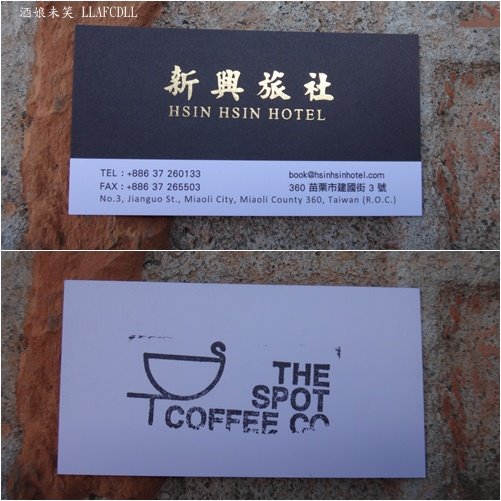 酒娘未笑 LLAFCDLL
新興旅社
HSIN HSIN HOTEL
TEL : +886 37 260133
FAX : +886 37 265503
book@hsinhsinhotel.com
360 苗栗市建國街 3 號
No.3, Jianguo St., Miaoli City, Miaoli County 360, Taiwan (R.O.C.)
THE
SPOT
COFFEE CO